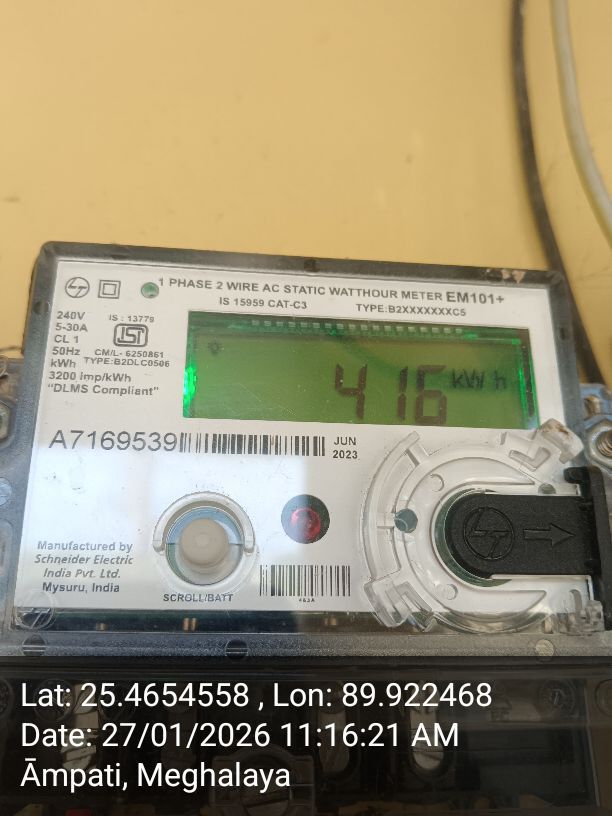 1 PHASE 2 WIRE AC STATIC WATTHOUR METER EM101+
IS 15959 CAT-C3 TYPE:B2XXXXXXXC5
240V IS : 13779
5-30A
CL 1 ISI
50Hz CM/L- 6250861
kWh TYPE:B2DLC0506
3200 imp/kWh
"DLMS Compliant"
416 kWh
A7169539 JUN
2023
Manufactured by
Schneider Electric
India Pvt. Ltd.
Mysuru, India
SCROLL/BATT
Lat: 25.4654558 , Lon: 89.922468
Date: 27/01/2026 11:16:21 AM
Āmpati, Meghalaya